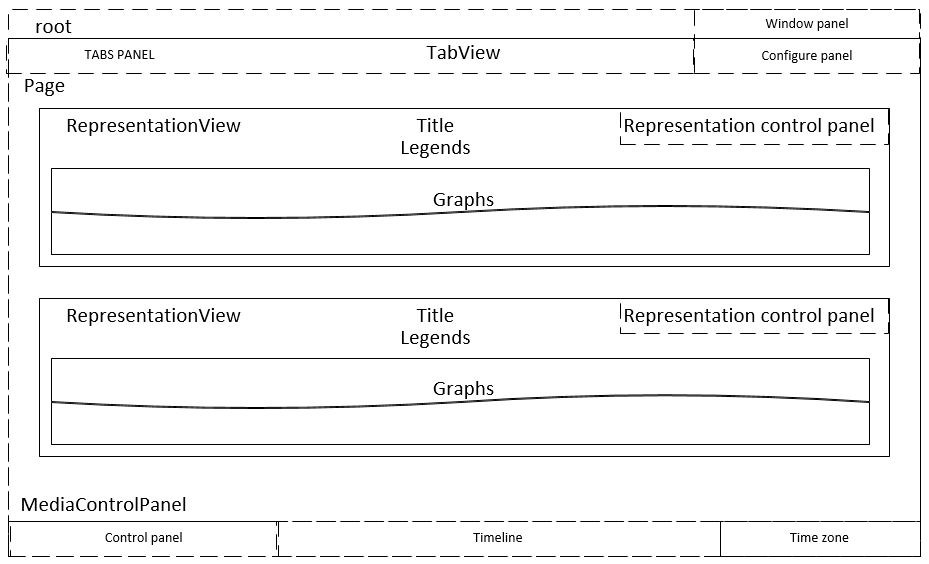 root
Window panel
TABS PANEL
TabView
Configure panel
Page
RepresentationView
Title
Representation control panel
Legends
Graphs
RepresentationView
Title
Representation control panel
Legends
Graphs
MediaControlPanel
Control panel
Timeline
Time zone